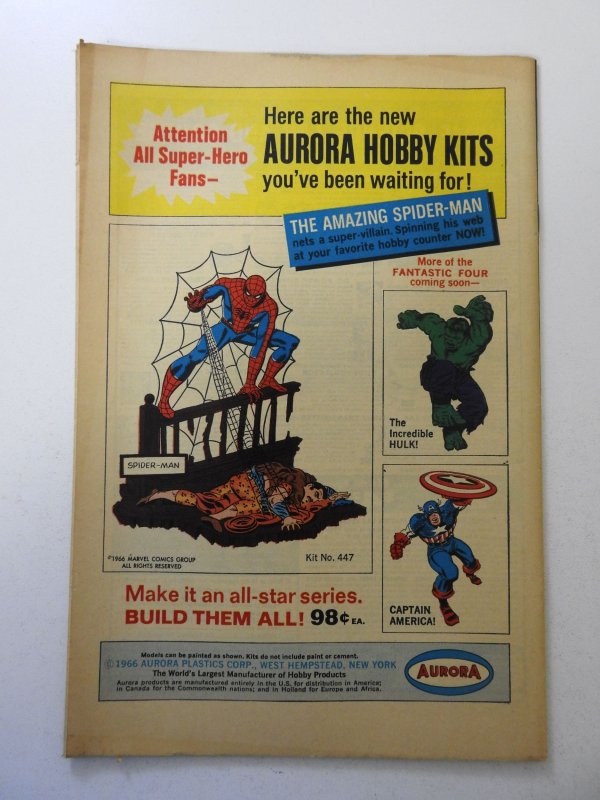 Attention
All Super-Hero
Fans—
Here are the new
AURORA HOBBY KITS
you've been waiting for!
THE AMAZING SPIDER-MAN
nets a super-villain. Spinning his web
at your favorite hobby counter NOW!
More of the
FANTASTIC FOUR
coming soon—
The
Incredible
HULK!
SPIDER-MAN
©1966 MARVEL COMICS GROUP
ALL RIGHTS RESERVED
Kit No. 447
CAPTAIN
AMERICA!
Make it an all-star series.
BUILD THEM ALL! 98¢ EA.
Models can be painted as shown. Kits do not include paint or cement.
© 1966 AURORA PLASTICS CORP., WEST HEMPSTEAD, NEW YORK
The World's Largest Manufacturer of Hobby Products
Aurora products are manufactured entirely in the U.S. for distribution in America;
in Canada for the Commonwealth nations; and in Holland for Europe and Africa.
AURORA